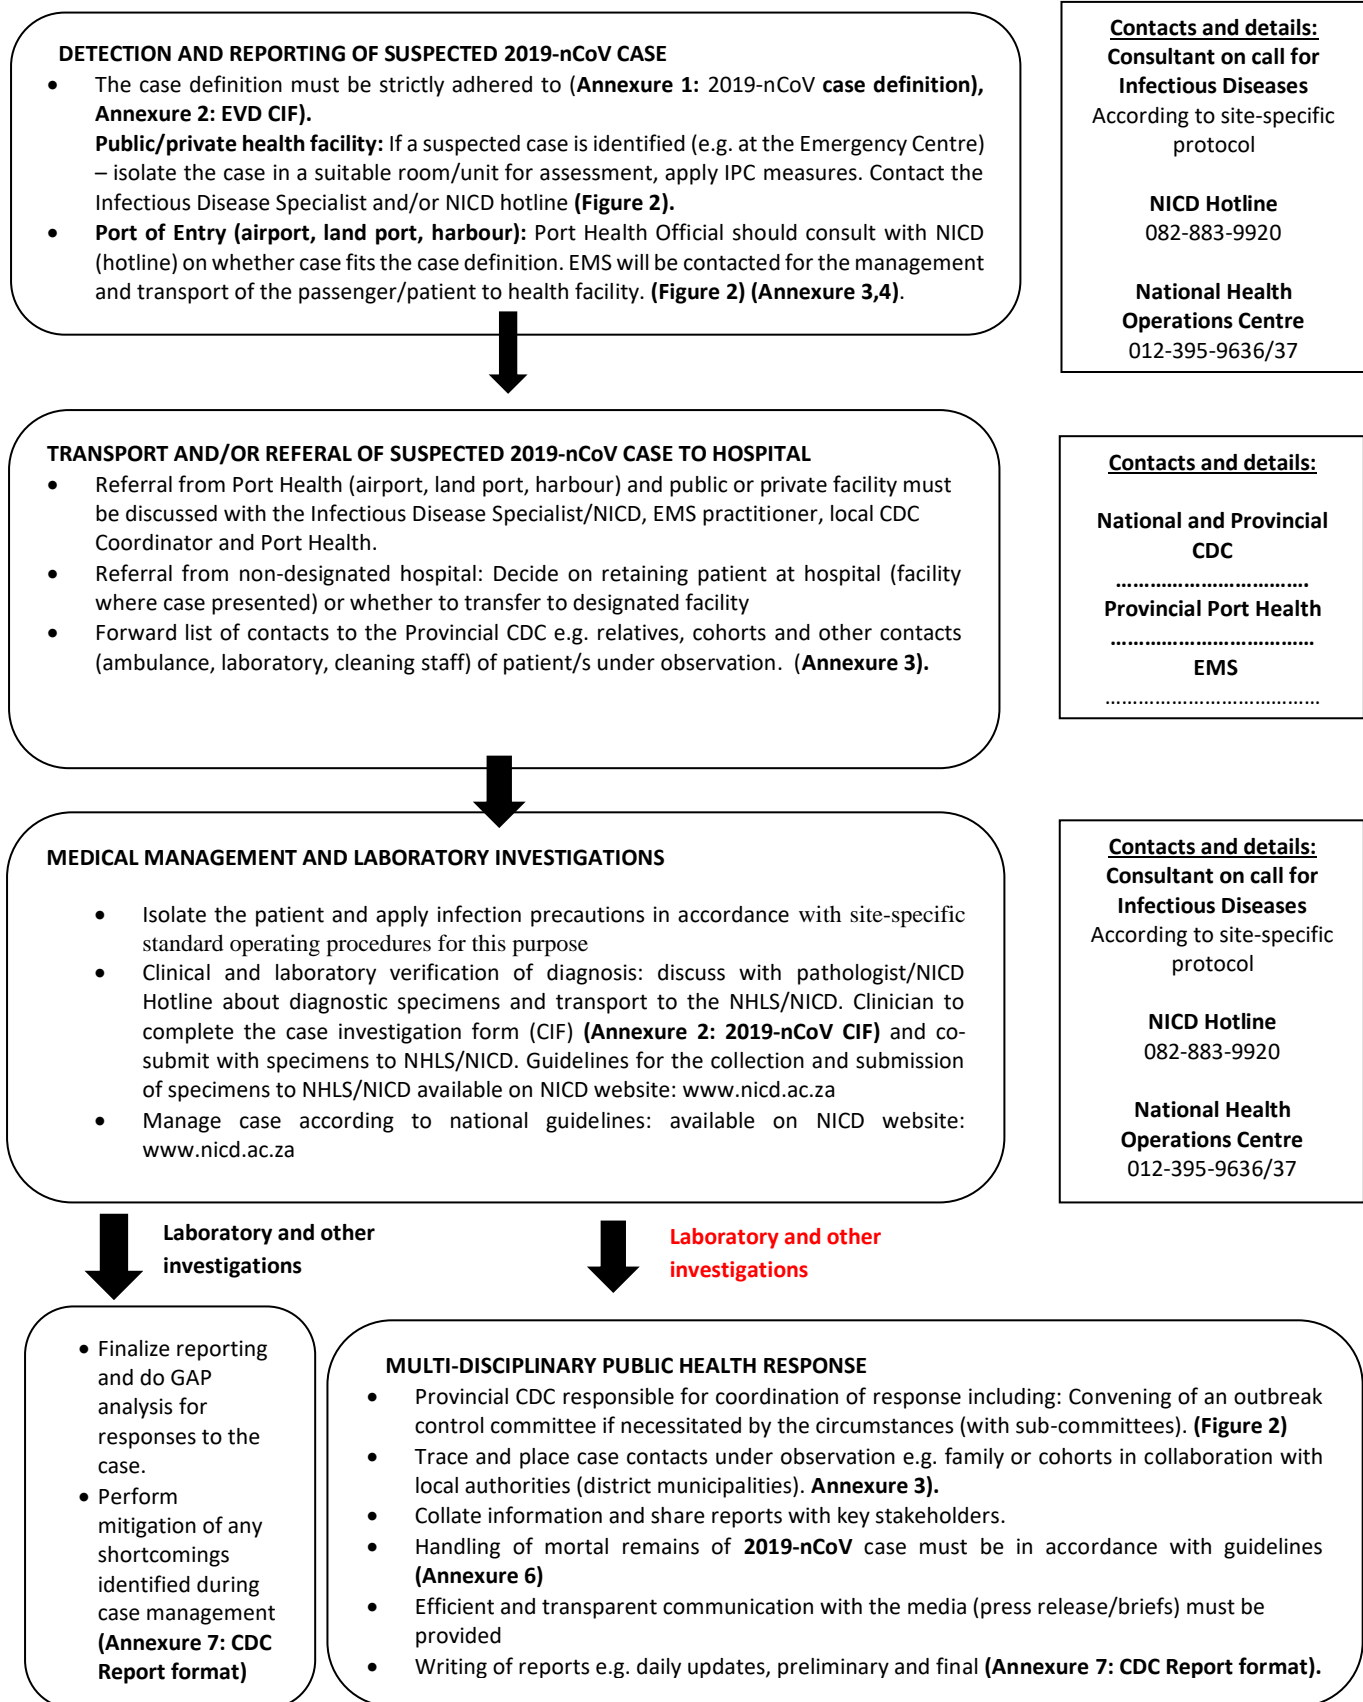 DETECTION AND REPORTING OF SUSPECTED 2019-nCoV CASE
• The case definition must be strictly adhered to (Annexure 1: 2019-nCoV case definition),
Annexure 2: EVD CIF).
Public/private health facility: If a suspected case is identified (e.g. at the Emergency Centre)
– isolate the case in a suitable room/unit for assessment, apply IPC measures. Contact the
Infectious Disease Specialist and/or NICD hotline (Figure 2).
• Port of Entry (airport, land port, harbour): Port Health Official should consult with NICD
(hotline) on whether case fits the case definition. EMS will be contacted for the management
and transport of the passenger/patient to health facility. (Figure 2) (Annexure 3,4).
Contacts and details:
Consultant on call for
Infectious Diseases
According to site-specific
protocol
NICD Hotline
082-883-9920
National Health
Operations Centre
012-395-9636/37
TRANSPORT AND/OR REFERAL OF SUSPECTED 2019-nCoV CASE TO HOSPITAL
• Referral from Port Health (airport, land port, harbour) and public or private facility must
be discussed with the Infectious Disease Specialist/NICD, EMS practitioner, local CDC
Coordinator and Port Health.
• Referral from non-designated hospital: Decide on retaining patient at hospital (facility
where case presented) or whether to transfer to designated facility
• Forward list of contacts to the Provincial CDC e.g. relatives, cohorts and other contacts
(ambulance, laboratory, cleaning staff) of patient/s under observation. (Annexure 3).
Contacts and details:
National and Provincial
CDC
…………………………….
Provincial Port Health
……………………………..
EMS
…………………………………
MEDICAL MANAGEMENT AND LABORATORY INVESTIGATIONS
• Isolate the patient and apply infection precautions in accordance with site-specific
standard operating procedures for this purpose
• Clinical and laboratory verification of diagnosis: discuss with pathologist/NICD
Hotline about diagnostic specimens and transport to the NHLS/NICD. Clinician to
complete the case investigation form (CIF) (Annexure 2: 2019-nCoV CIF) and co-
submit with specimens to NHLS/NICD. Guidelines for the collection and submission
of specimens to NHLS/NICD available on NICD website: www.nicd.ac.za
• Manage case according to national guidelines: available on NICD website:
www.nicd.ac.za
Contacts and details:
Consultant on call for
Infectious Diseases
According to site-specific
protocol
NICD Hotline
082-883-9920
National Health
Operations Centre
012-395-9636/37
Laboratory and other
investigations
Laboratory and other
investigations
• Finalize reporting
and do GAP
analysis for
responses to the
case.
• Perform
mitigation of any
shortcomings
identified during
case management
(Annexure 7: CDC
Report format)
MULTI-DISCIPLINARY PUBLIC HEALTH RESPONSE
• Provincial CDC responsible for coordination of response including: Convening of an outbreak
control committee if necessitated by the circumstances (with sub-committees). (Figure 2)
• Trace and place case contacts under observation e.g. family or cohorts in collaboration with
local authorities (district municipalities). Annexure 3).
• Collate information and share reports with key stakeholders.
• Handling of mortal remains of 2019-nCoV case must be in accordance with guidelines
(Annexure 6)
• Efficient and transparent communication with the media (press release/briefs) must be
provided
• Writing of reports e.g. daily updates, preliminary and final (Annexure 7: CDC Report format).